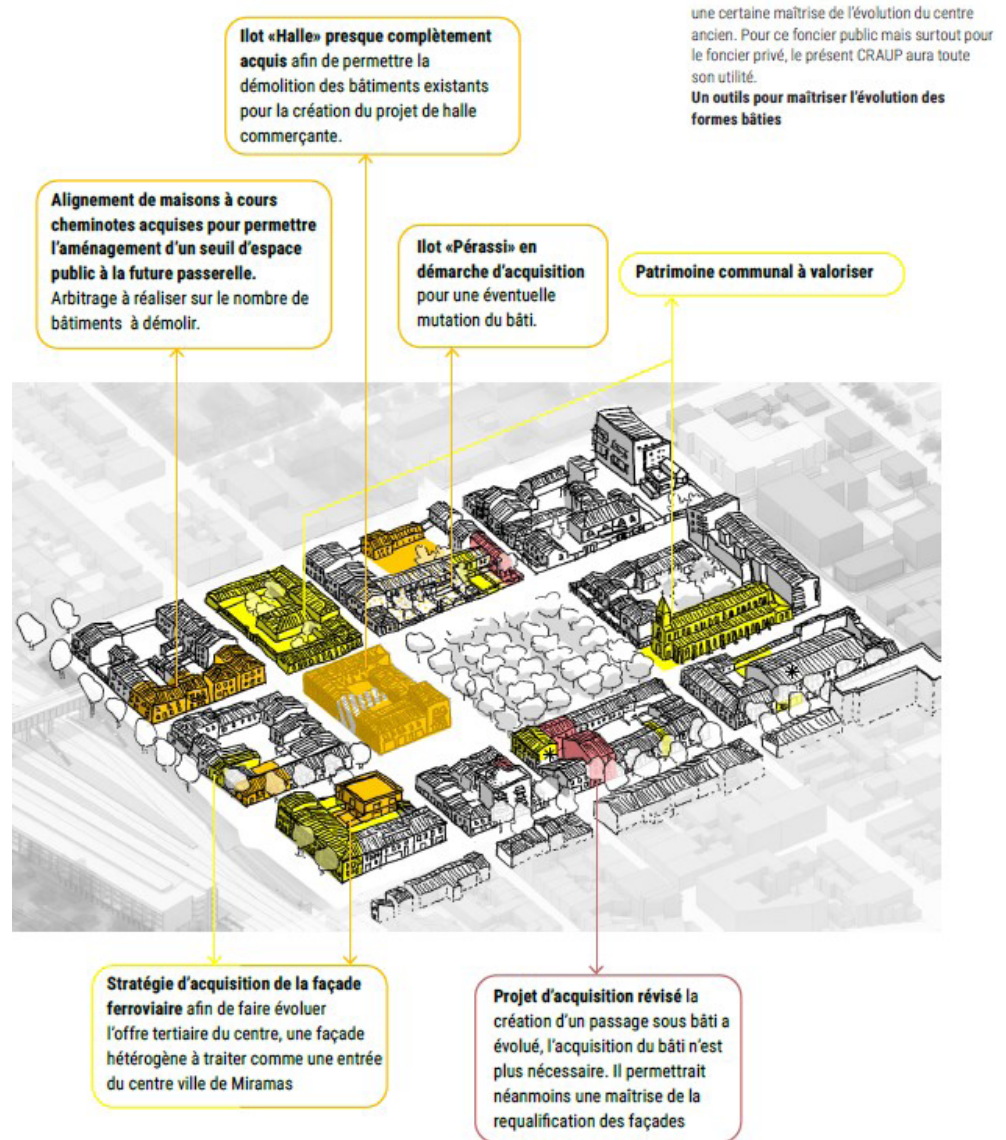 une certaine maîtrise de l'évolution du centre
ancien. Pour ce foncier public mais surtout pour
le foncier privé, le présent CRAUP aura toute
son utilité.
Un outils pour maîtriser l'évolution des
formes bâties
Ilot «Halle» presque complètement
acquis afin de permettre la
démolition des bâtiments existants
pour la création du projet de halle
commerçante.
Alignement de maisons à cours
cheminotes acquises pour permettre
l'aménagement d'un seuil d'espace
public à la future passerelle.
Arbitrage à réaliser sur le nombre de
bâtiments à démolir.
Ilot «Pérassi» en
démarche d'acquisition
pour une éventuelle
mutation du bâti.
Patrimoine communal à valoriser
Stratégie d'acquisition de la façade
ferroviaire afin de faire évoluer
l'offre tertiaire du centre, une façade
hétérogène à traiter comme une entrée
du centre ville de Miramas
Projet d'acquisition révisé la
création d'un passage sous bâti a
évolué, l'acquisition du bâti n'est
plus nécessaire. Il permettrait
néanmoins une maîtrise de la
requalification des façades